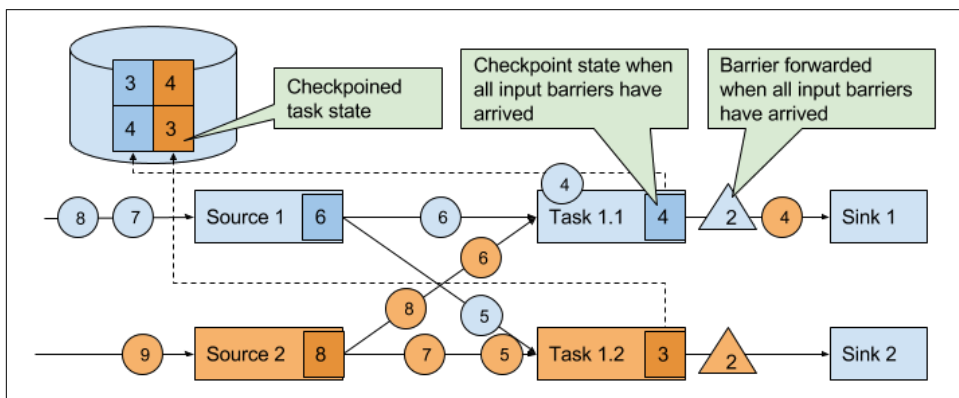 3 4
4 3
Checkpoined
task state
Checkpoint state when
all input barriers have
arrived
Barrier forwarded
when all input barriers
have arrived
8 7 Source 1 6 6 4 Task 1.1 4 2 4 Sink 1
6
8
5
9 Source 2 8 7 5 Task 1.2 3 2 Sink 2